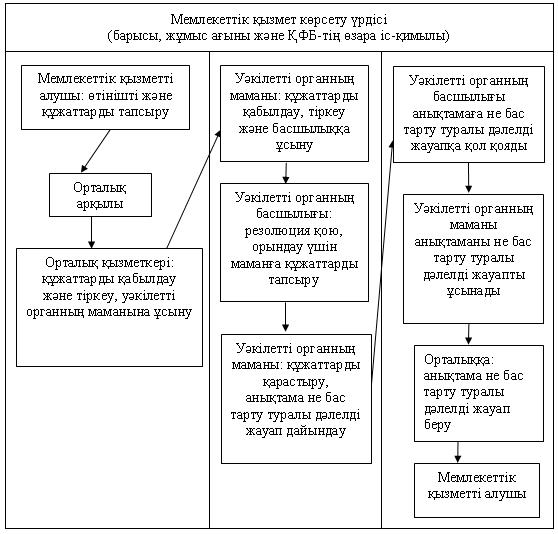 Мемлекеттік қызмет көрсету үрдісі
(барысы, жұмыс ағыны және ҚФБ-тің өзара іс-қимылы)
Мемлекеттік қызметті
алушы: өтінішті және
құжаттарды тапсыру
Орталық
арқылы
Орталық қызметкері:
құжаттарды қабылдау
және тіркеу, уәкілетті
органның маманына ұсыну
Уәкілетті органның
маманы: құжаттарды
қабылдау, тіркеу
және басшылыққа
ұсыну
Уәкілетті органның
басшылығы:
резолюция қою,
орындау үшін
маманға құжаттарды
тапсыру
Уәкілетті органның
маманы: құжаттарды
қарастыру,
анықтама не бас
тарту туралы дәлелді
жауап дайындау
Уәкілетті органның
басшылығы
анықтамаға не бас
тарту туралы дәлелді
жауапқа қол қояды
Уәкілетті органның
маманы
анықтаманы не бас
тарту туралы
дәлелді жауапты
ұсынады
Орталыққа:
анықтама не бас
тарту туралы
дәлелді жауап
беру
Мемлекеттік
қызметті алушы